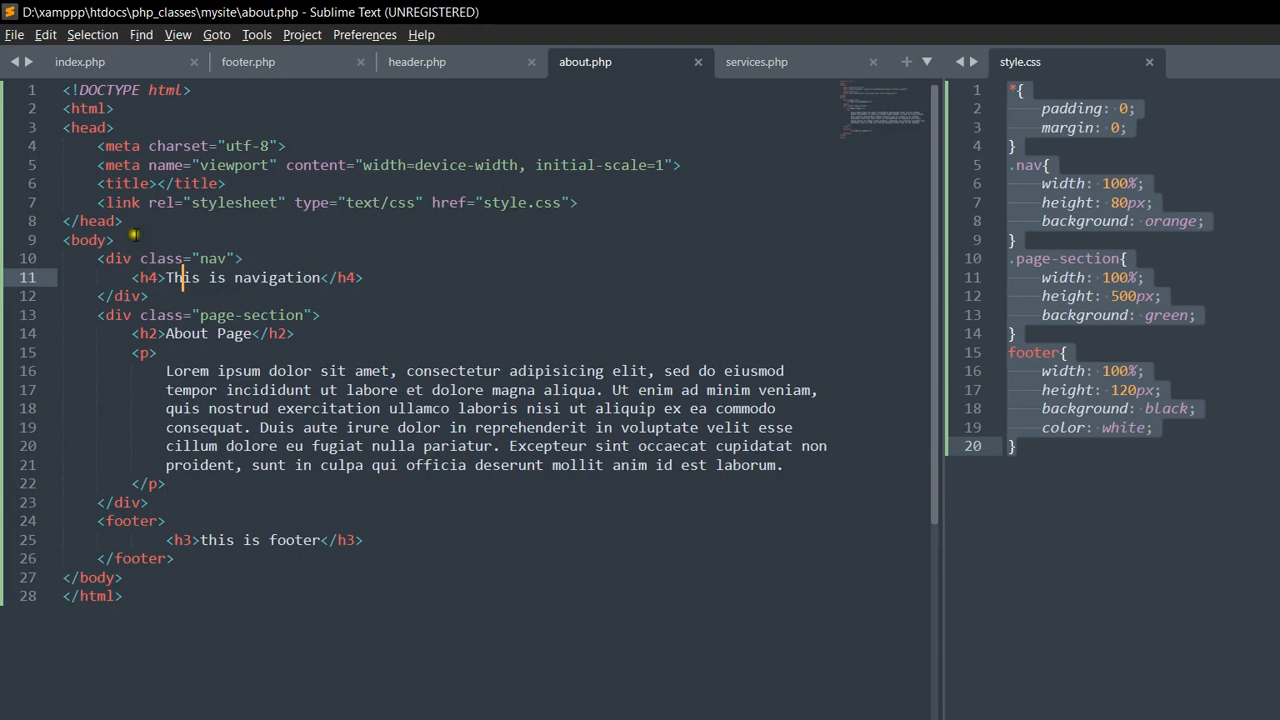 D:\xamppp\htdocs\php_classes\mysite\about.php - Sublime Text (UNREGISTERED)
File Edit Selection Find View Goto Tools Project Preferences Help
index.php × footer.php × header.php × about.php × services.php × + style.css ×
1 <!DOCTYPE html>
2 <html>
3 <head>
4 <meta charset="utf-8">
5 <meta name="viewport" content="width=device-width, initial-scale=1">
6 <title></title>
7 <link rel="stylesheet" type="text/css" href="style.css">
8 </head>
9 <body>
10 <div class="nav">
11 <h4>This is navigation</h4>
12 </div>
13 <div class="page-section">
14 <h2>About Page</h2>
15 <p>
16 Lorem ipsum dolor sit amet, consectetur adipisicing elit, sed do eiusmod
17 tempor incididunt ut labore et dolore magna aliqua. Ut enim ad minim veniam,
18 quis nostrud exercitation ullamco laboris nisi ut aliquip ex ea commodo
19 consequat. Duis aute irure dolor in reprehenderit in voluptate velit esse
20 cillum dolore eu fugiat nulla pariatur. Excepteur sint occaecat cupidatat non
21 proident, sunt in culpa qui officia deserunt mollit anim id est laborum.
22 </p>
23 </div>
24 <footer>
25 <h3>this is footer</h3>
26 </footer>
27 </body>
28 </html>
1 *{
2 padding: 0;
3 margin: 0;
4 }
5 .nav{
6 width: 100%;
7 height: 80px;
8 background: orange;
9 }
10 .page-section{
11 width: 100%;
12 height: 500px;
13 background: green;
14 }
15 footer{
16 width: 100%;
17 height: 120px;
18 background: black;
19 color: white;
20 }